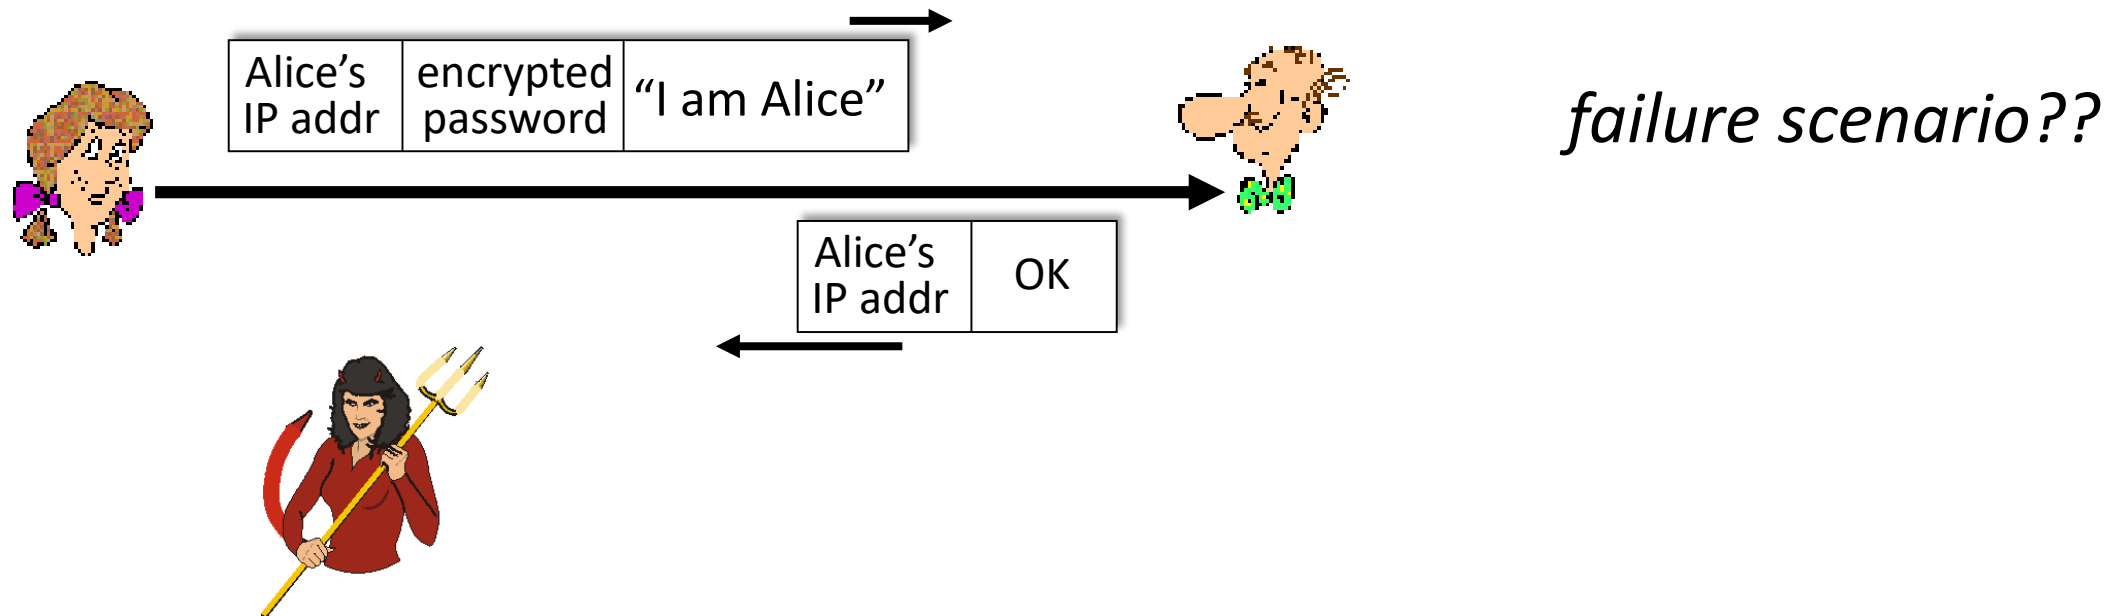 Alice's
IP addr
encrypted
password
“I am Alice”
failure scenario??
Alice's
IP addr
OK